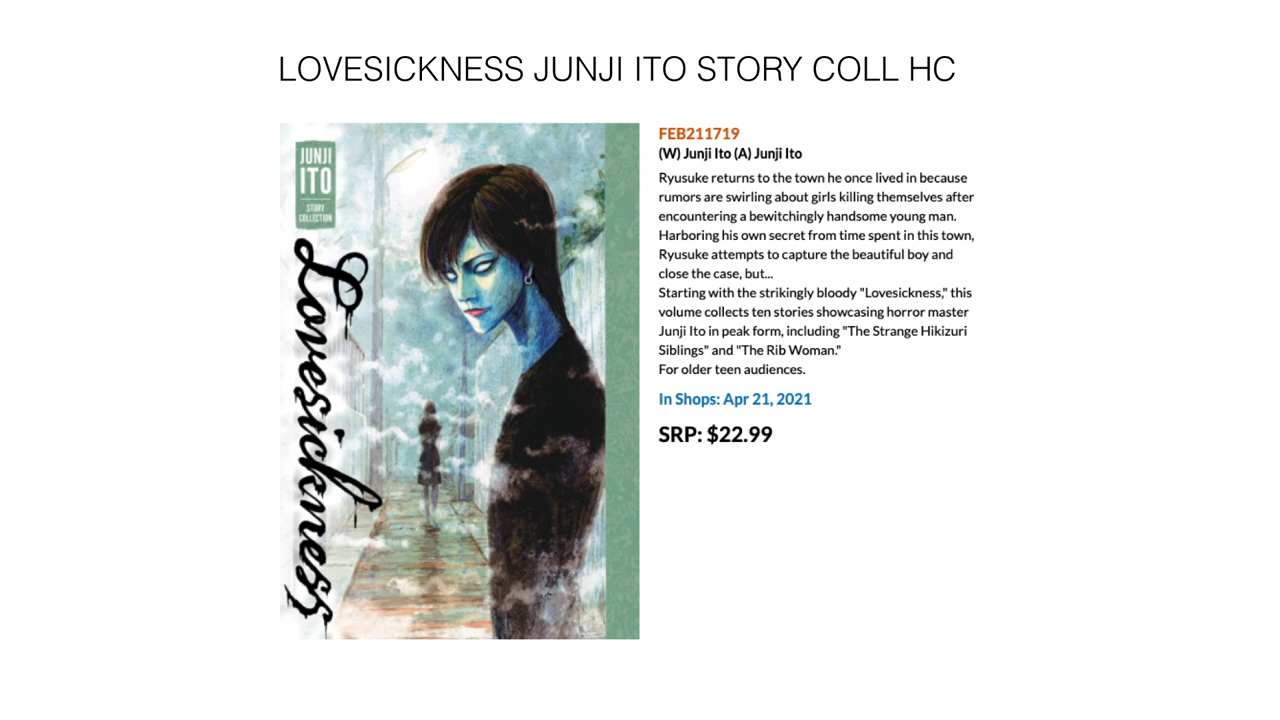 LOVESICKNESS JUNJI ITO STORY COLL HC
JUNJI
ITO
STORY
COLLECTION
Lovesickness
FEB211719
(W) Junji Ito (A) Junji Ito
Ryusuke returns to the town he once lived in because
rumors are swirling about girls killing themselves after
encountering a bewitchingly handsome young man.
Harboring his own secret from time spent in this town,
Ryusuke attempts to capture the beautiful boy and
close the case, but...
Starting with the strikingly bloody "Lovesickness," this
volume collects ten stories showcasing horror master
Junji Ito in peak form, including "The Strange Hikizuri
Siblings" and "The Rib Woman."
For older teen audiences.
In Shops: Apr 21, 2021
SRP: $22.99